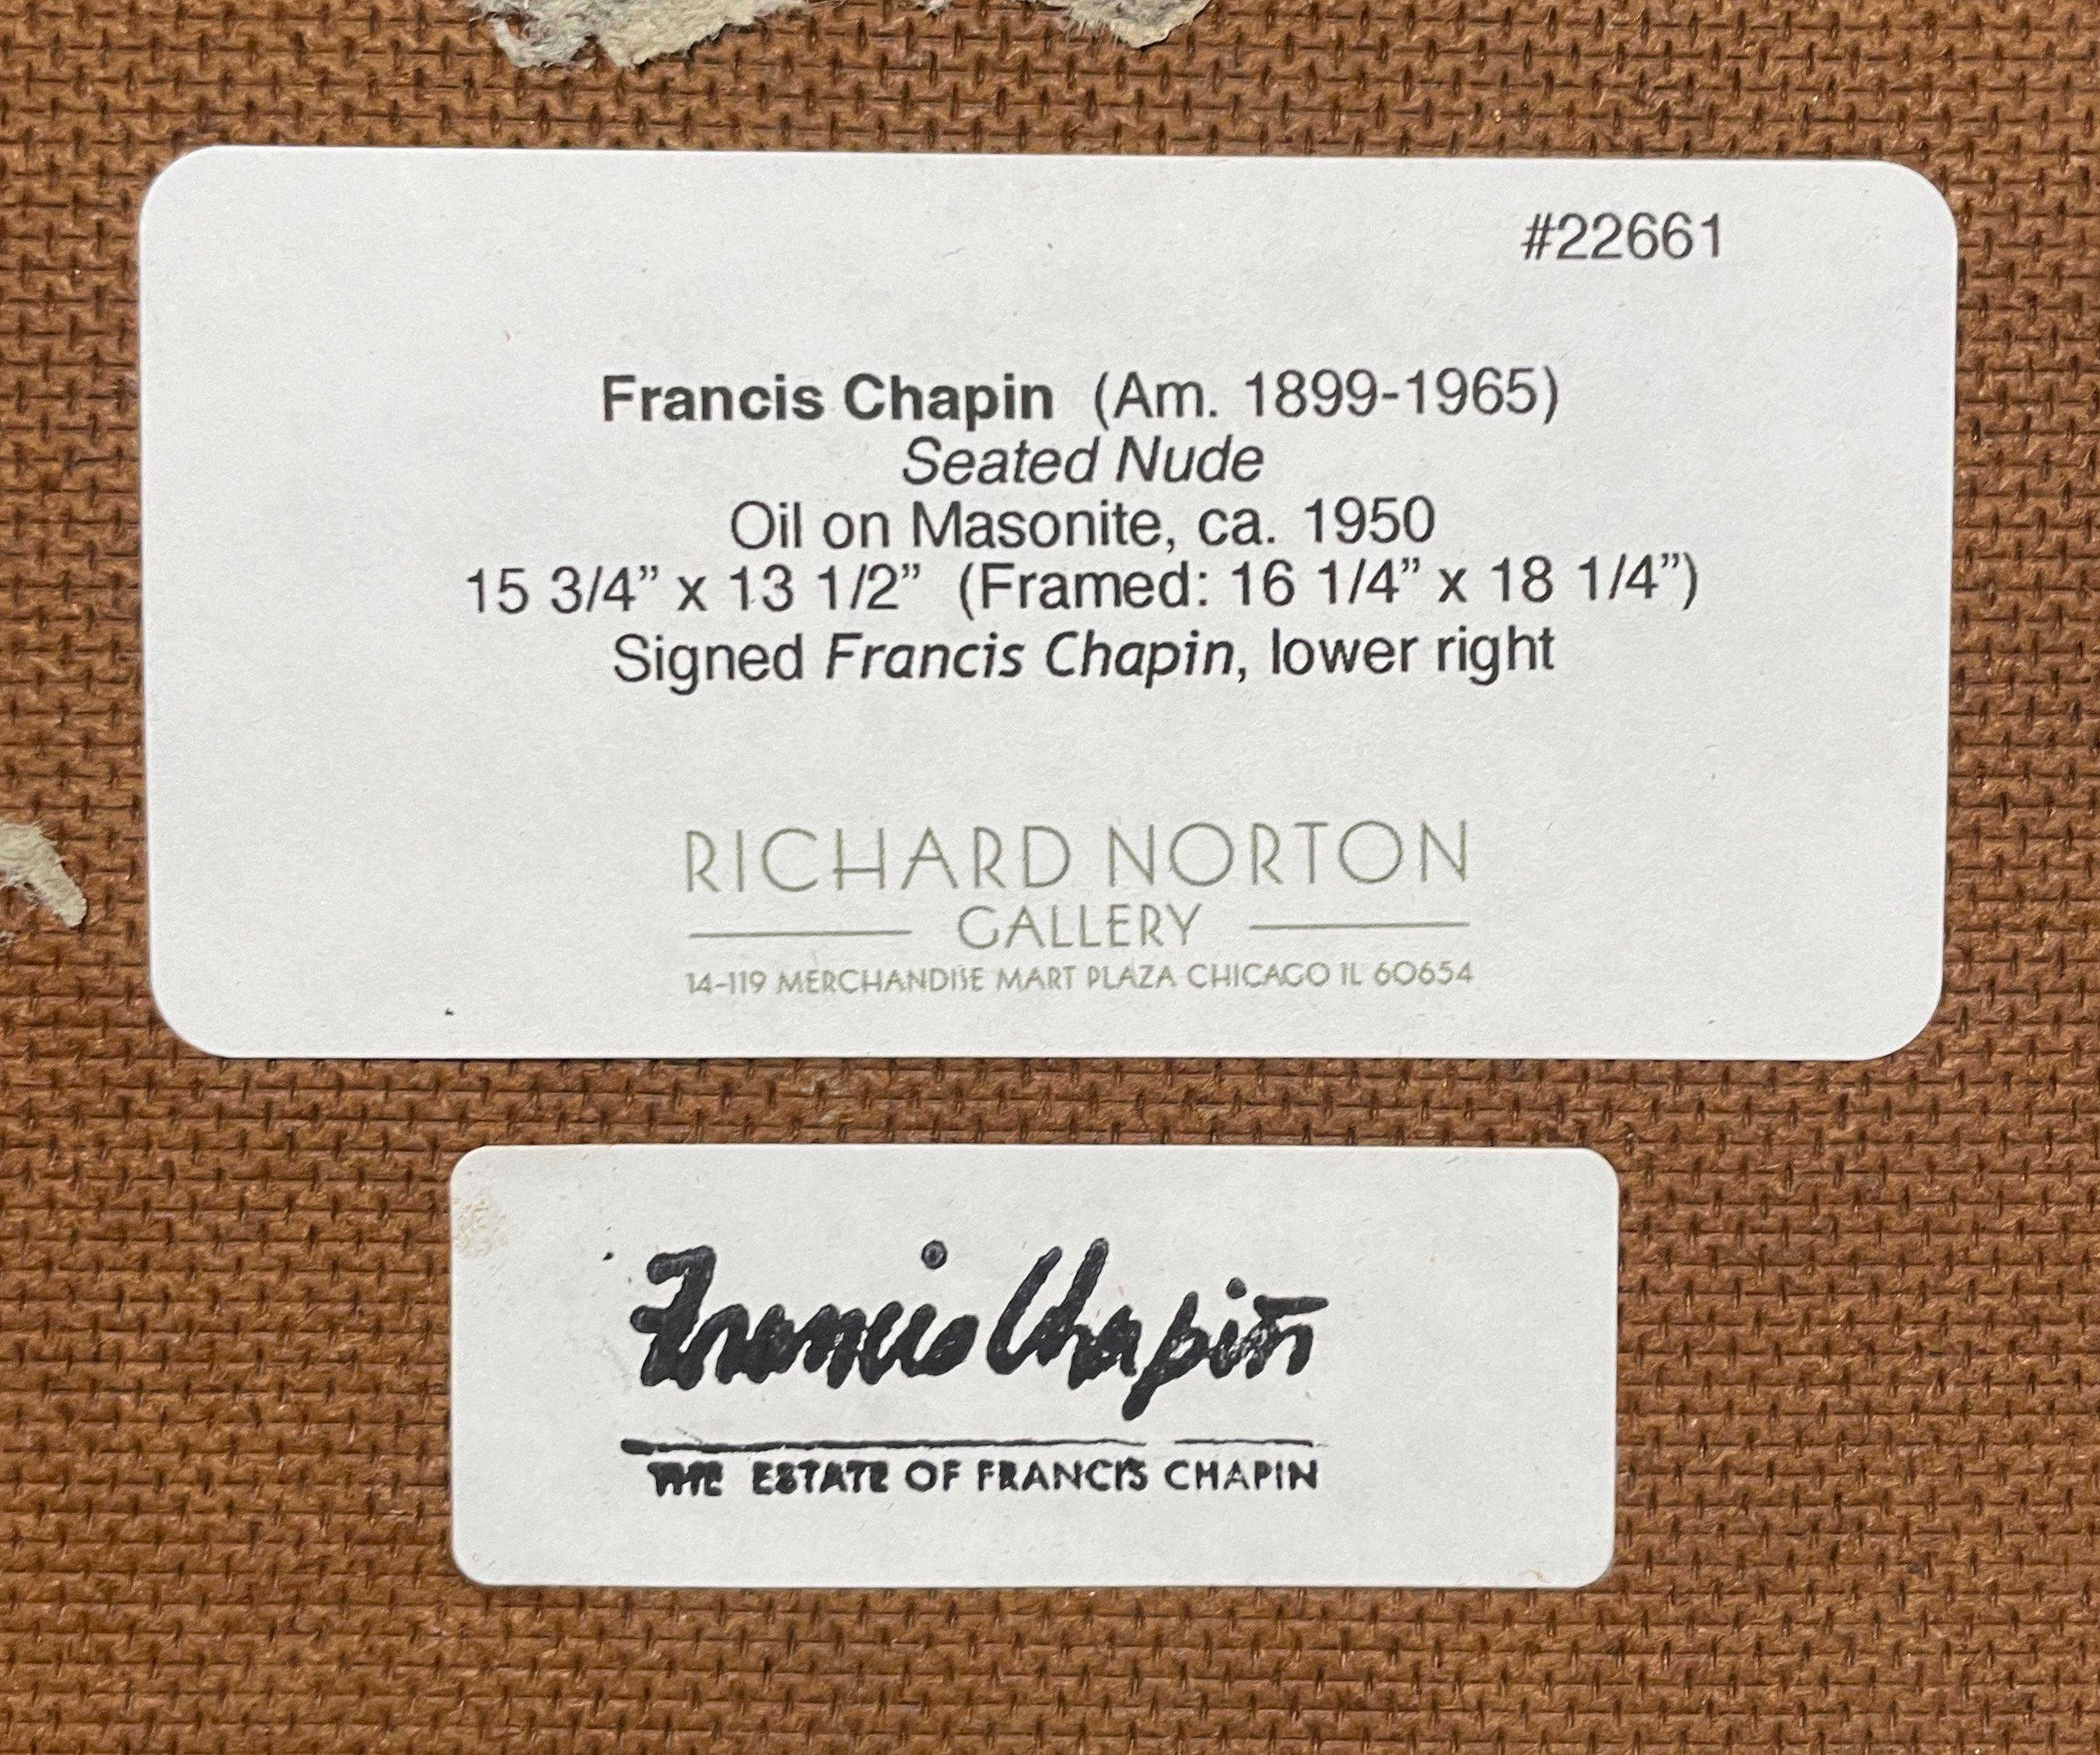 #22661
Francis Chapin (Am. 1899-1965)
Seated Nude
Oil on Masonite, ca. 1950
15 3/4” x 13 1/2” (Framed: 16 1/4” x 18 1/4”)
Signed Francis Chapin, lower right
RICHARD NORTON
GALLERY
14-119 MERCHANDISE MART PLAZA CHICAGO IL 60654
Francis Chapin
THE ESTATE OF FRANCIS CHAPIN